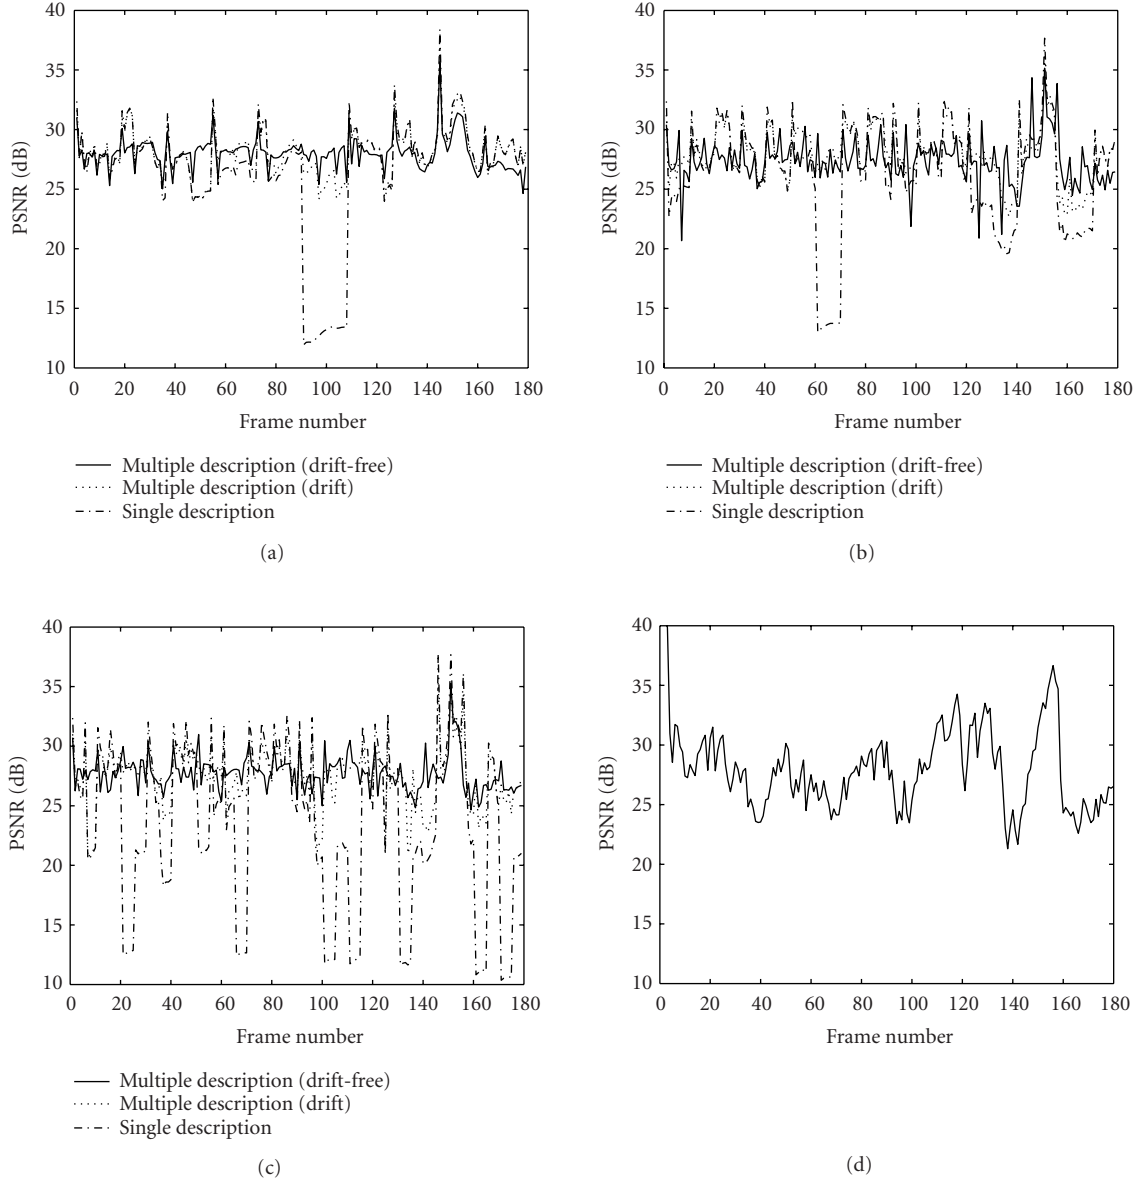 40
35
30
25
20
15
10
PSNR (dB)
0 20 40 60 80 100 120 140 160 180
Frame number
Multiple description (drift-free)
Multiple description (drift)
Single description
(a)
40
35
30
25
20
15
10
PSNR (dB)
0 20 40 60 80 100 120 140 160 180
Frame number
Multiple description (drift-free)
Multiple description (drift)
Single description
(b)
40
35
30
25
20
15
10
PSNR (dB)
0 20 40 60 80 100 120 140 160 180
Frame number
Multiple description (drift-free)
Multiple description (drift)
Single description
(c)
40
35
30
25
20
15
10
PSNR (dB)
0 20 40 60 80 100 120 140 160 180
Frame number
(d)